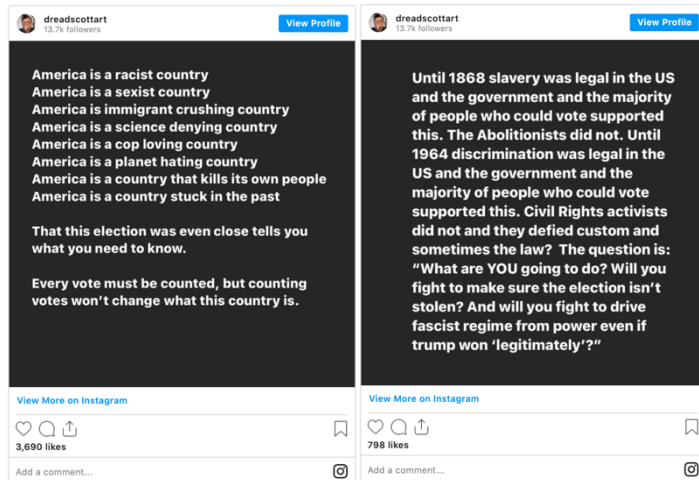 dreadscottart
13.7k followers
View Profile
America is a racist country
America is a sexist country
America is immigrant crushing country
America is a science denying country
America is a cop loving country
America is a planet hating country
America is a country that kills its own people
America is a country stuck in the past
That this election was even close tells you
what you need to know.
Every vote must be counted, but counting
votes won’t change what this country is.
View More on Instagram
3,690 likes
Add a comment...
dreadscottart
13.7k followers
View Profile
Until 1868 slavery was legal in the US
and the government and the majority
of people who could vote supported
this. The Abolitionists did not. Until
1964 discrimination was legal in the
US and the government and the
majority of people who could vote
supported this. Civil Rights activists
did not and they defied custom and
sometimes the law?  The question is:
“What are YOU going to do? Will you
fight to make sure the election isn’t
stolen? And will you fight to drive
fascist regime from power even if
trump won ‘legitimately’?”
View More on Instagram
798 likes
Add a comment...